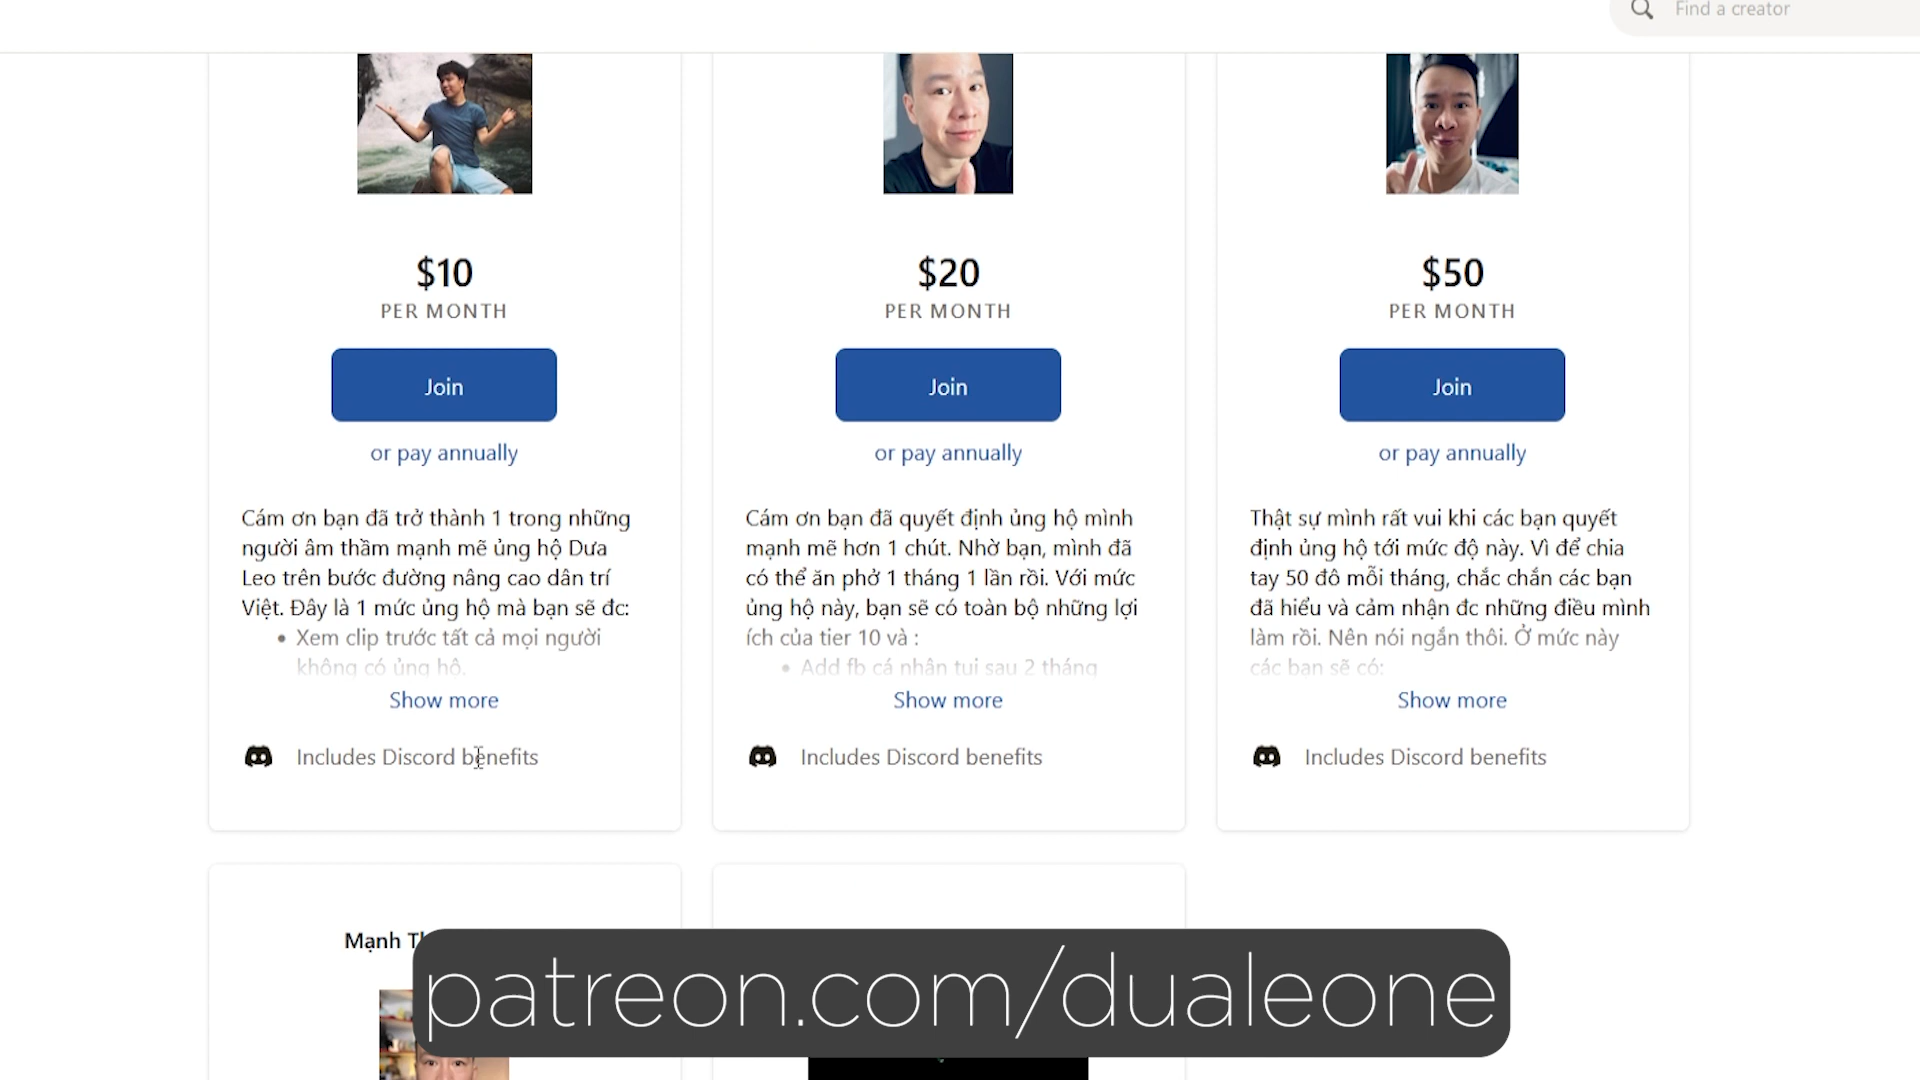 Find a creator
$10
PER MONTH
Join
or pay annually
Cám ơn bạn đã trở thành 1 trong những
người âm thầm mạnh mẽ ủng hộ Dưa
Leo trên bước đường nâng cao dân trí
Việt. Đây là 1 mức ủng hộ mà bạn sẽ đc:
• Xem clip trước tất cả mọi người
không có ủng hộ.
Show more
Includes Discord benefits
$20
PER MONTH
Join
or pay annually
Cám ơn bạn đã quyết định ủng hộ mình
mạnh mẽ hơn 1 chút. Nhờ bạn, mình đã
có thể ăn phở 1 tháng 1 lần rồi. Với mức
ủng hộ này, bạn sẽ có toàn bộ những lợi
ích của tier 10 và :
• Add fb cá nhân tui sau 2 tháng
Show more
Includes Discord benefits
$50
PER MONTH
Join
or pay annually
Thật sự mình rất vui khi các bạn quyết
định ủng hộ tới mức độ này. Vì để chia
tay 50 đô mỗi tháng, chắc chắn các bạn
đã hiểu và cảm nhận đc những điều mình
làm rồi. Nên nói ngắn thôi. Ở mức này
các bạn sẽ có:
Show more
Includes Discord benefits
Mạnh
patreon.com/dualeone